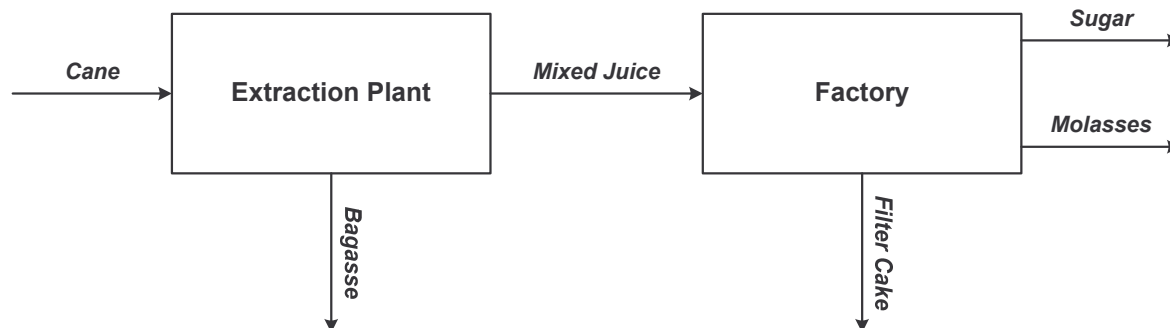 Cane
Extraction Plant
Bagasse
Mixed Juice
Factory
Filter Cake
Sugar
Molasses